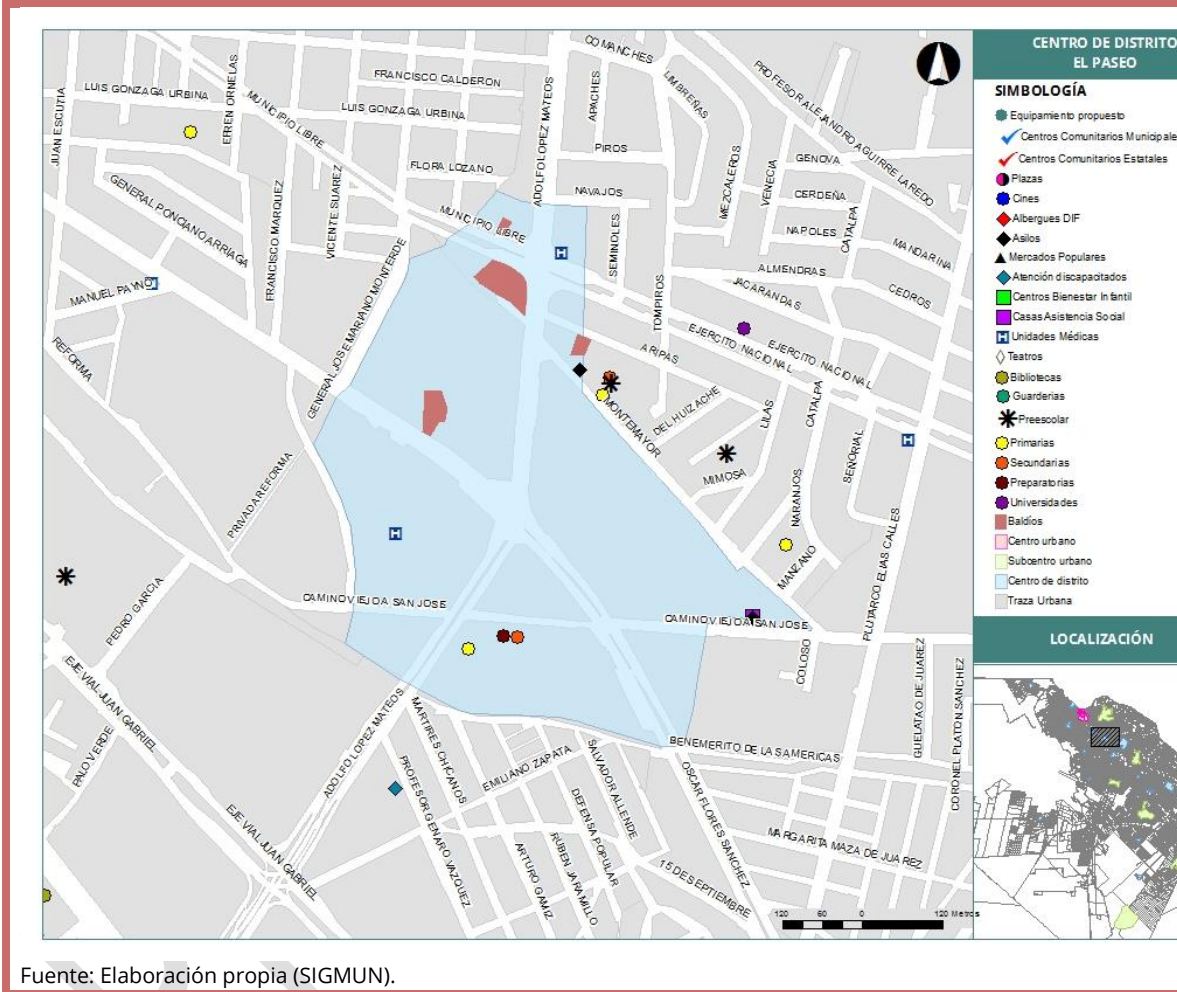 COMANCHES
FRANCISCO CALDERON
LUIS GONZAGA URBINA
EFREN ORNELAS
JUAN ESCUTIA
MUNICIPIO LIBRE
LUIS GONZAGA URBINA
ADOLFO LOPEZ MATEOS
APACHES
LIMBREÑAS
PROFESOR ALEJANDRO AGUIRRE LAREDO
PIROS
GENOVA
FLORA LOZANO
NAVAJOS
MEZCALEROS
VENECIA
CERDEÑA
CATALPA
GENERAL PONCIANO ARRIAGA
FRANCISCO MARQUEZ
VICENTE SUAREZ
MUNICIPIO LIBRE
SEMINOLES
NAPOLES
MANDARINA
MANUEL PAYNO
GENERAL JOSE MARIANO MONTERDE
TOMPIROS
ALMENDRAS
JACARANDAS
CEDROS
REFORMA
ARIPAS
EJERCITO NACIONAL
EJERCITO NACIONAL
MONTEMAYOR
DEL HUIZACHE
LILAS
CATALPA
SEÑORIAL
MIMOSA
NARANJOS
PRIVADA REFORMA
MANZANO
PLUTARCO ELIAS CALLES
PEDRO GARCIA
CAMINO VIEJO A SAN JOSE
CAMINO VIEJO A SAN JOSE
COLOSO
GUELATAO DE JUAREZ
CORONEL PLATON SANCHEZ
EJE VIAL JUAN GABRIEL
PALO VERDE
ADOLFO LOPEZ MATEOS
MARTIRES CHICANOS
BENEMERITO DE LAS AMERICAS
EMILIANO ZAPATA
SALVADOR ALLENDE
OSCAR FLORES SANCHEZ
PROFESOR GENARO VAZQUEZ
DEFENSA POPULAR
EJE VIAL JUAN GABRIEL
ARTURO GAMIZ
RUBEN JARAMILLO
MARGARITA MAZA DE JUAREZ
15 DE SEPTIEMBRE
120 60 0 120 Metros
CENTRO DE DISTRITO
EL PASEO
SIMBOLOGÍA
Equipamiento propuesto
Centros Comunitarios Municipale
Centros Comunitarios Estatales
Plazas
Cines
Albergues DIF
Asilos
Mercados Populares
Atención discapacitados
Centros Bienestar Infantil
Casas Asistencia Social
H Unidades Médicas
Teatros
Bibliotecas
Guarderias
Preescolar
Primarias
Secundarias
Preparatorias
Universidades
Baldíos
Centro urbano
Subcentro urbano
Centro de distrito
Traza Urbana
LOCALIZACIÓN
Fuente: Elaboración propia (SIGMUN).